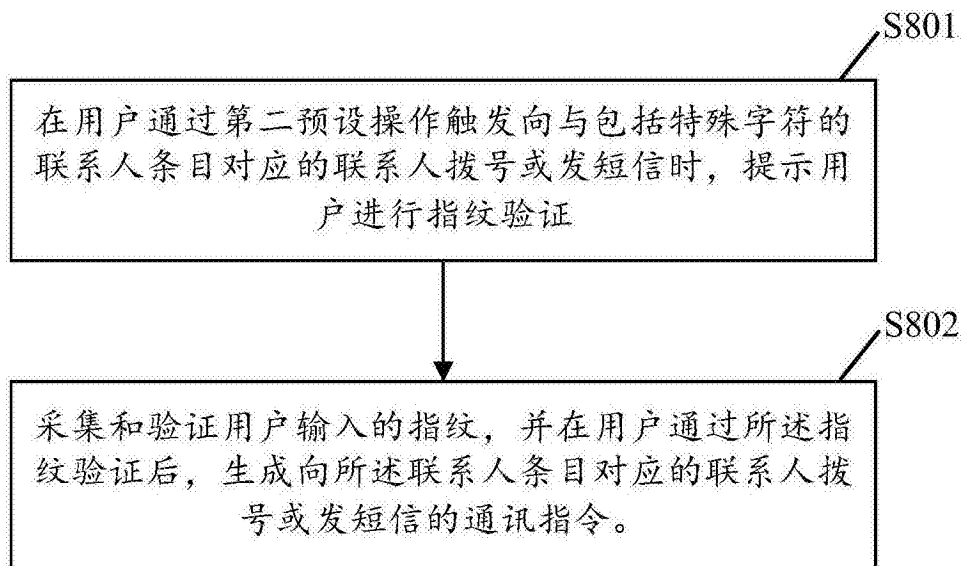 S801
在用户通过第二预设操作触发向与包括特殊字符的
联系人条目对应的联系人拨号或发短信时，提示用
户进行指纹验证
S802
采集和验证用户输入的指纹，并在用户通过所述指
纹验证后，生成向所述联系人条目对应的联系人拨
号或发短信的通讯指令。